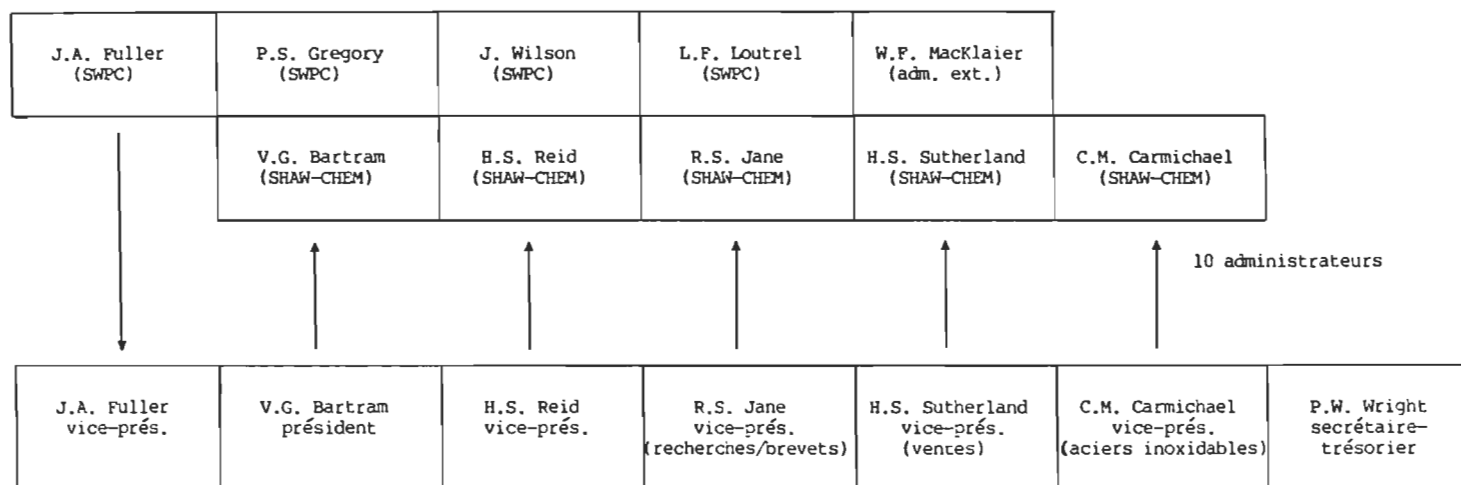 J.A. Fuller
(SWPC)
P.S. Gregory
(SWPC)
J. Wilson
(SWPC)
L.F. Loutrel
(SWPC)
W.F. MacKlaier
(adm. ext.)
V.G. Bartram
(SHAW-CHEM)
H.S. Reid
(SHAW-CHEM)
R.S. Jane
(SHAW-CHEM)
H.S. Sutherland
(SHAW-CHEM)
C.M. Carmichael
(SHAW-CHEM)
10 administrateurs
J.A. Fuller
vice-prés.
V.G. Bartram
président
H.S. Reid
vice-prés.
R.S. Jane
vice-prés.
(recherches/brevets)
H.S. Sutherland
vice-prés.
(ventes)
C.M. Carmichael
vice-prés.
(aciers inoxidables)
P.W. Wright
secrétaire-
trésorier